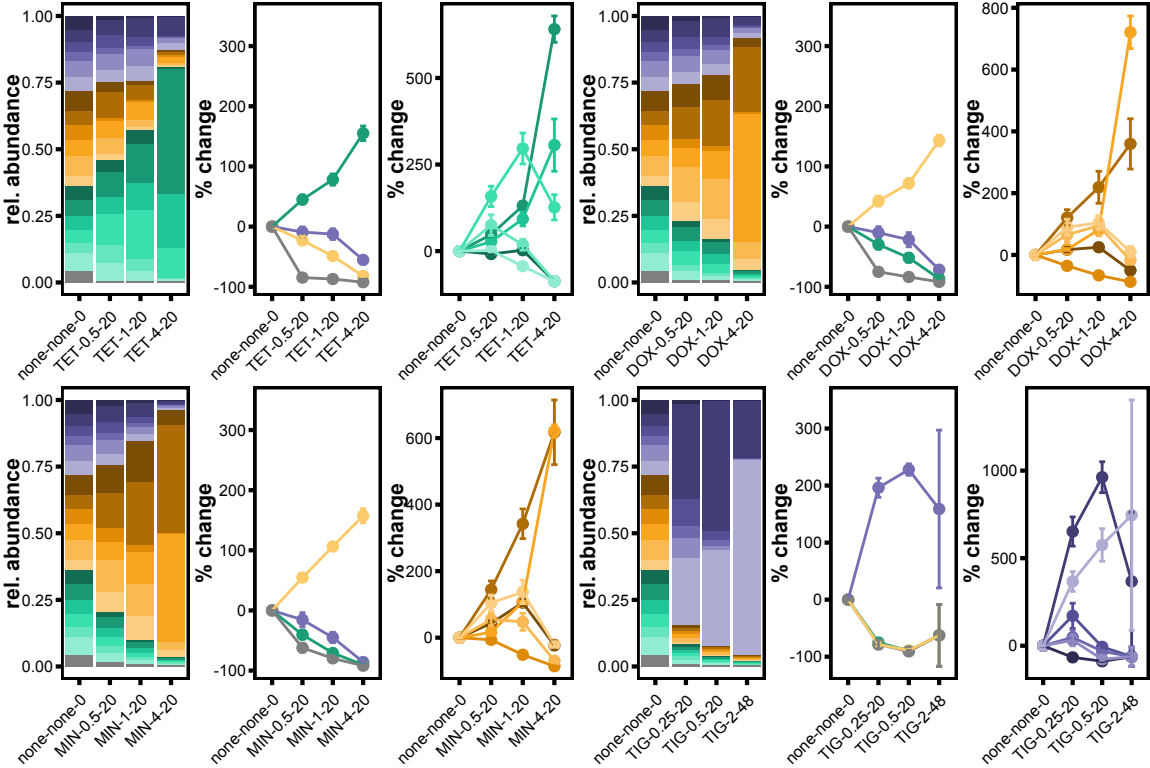 rel. abundance
1.00
0.75
0.50
0.25
0.00
none-none-0
TET-0.5-20
TET-1-20
TET-4-20
% change
300
200
100
0
-100
none-none-0
TET-0.5-20
TET-1-20
TET-4-20
% change
500
250
0
none-none-0
TET-0.5-20
TET-1-20
TET-4-20
rel. abundance
1.00
0.75
0.50
0.25
0.00
none-none-0
DOX-0.5-20
DOX-1-20
DOX-4-20
% change
300
200
100
0
-100
none-none-0
DOX-0.5-20
DOX-1-20
DOX-4-20
% change
800
600
400
200
0
none-none-0
DOX-0.5-20
DOX-1-20
DOX-4-20
rel. abundance
1.00
0.75
0.50
0.25
0.00
none-none-0
MIN-0.5-20
MIN-1-20
MIN-4-20
% change
300
200
100
0
-100
none-none-0
MIN-0.5-20
MIN-1-20
MIN-4-20
% change
600
400
200
0
none-none-0
MIN-0.5-20
MIN-1-20
MIN-4-20
rel. abundance
1.00
0.75
0.50
0.25
0.00
none-none-0
TIG-0.25-20
TIG-0.5-20
TIG-2-48
% change
300
200
100
0
-100
none-none-0
TIG-0.25-20
TIG-0.5-20
TIG-2-48
% change
1000
500
0
none-none-0
TIG-0.25-20
TIG-0.5-20
TIG-2-48